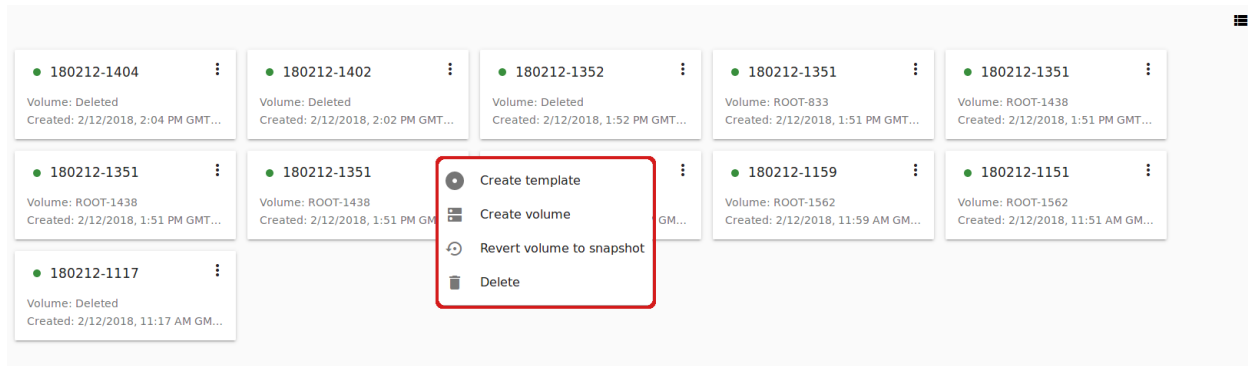 180212-1404
Volume: Deleted
Created: 2/12/2018, 2:04 PM GMT...
180212-1402
Volume: Deleted
Created: 2/12/2018, 2:02 PM GMT...
180212-1352
Volume: Deleted
Created: 2/12/2018, 1:52 PM GMT...
180212-1351
Volume: ROOT-833
Created: 2/12/2018, 1:51 PM GMT...
180212-1351
Volume: ROOT-1438
Created: 2/12/2018, 1:51 PM GMT...
180212-1351
Volume: ROOT-1438
Created: 2/12/2018, 1:51 PM GMT...
180212-1351
Volume: ROOT-1438
Created: 2/12/2018, 1:51 PM GM
Create template
Create volume
Revert volume to snapshot
Delete
GM...
180212-1159
Volume: ROOT-1562
Created: 2/12/2018, 11:59 AM GM...
180212-1151
Volume: ROOT-1562
Created: 2/12/2018, 11:51 AM GM...
180212-1117
Volume: Deleted
Created: 2/12/2018, 11:17 AM GM...